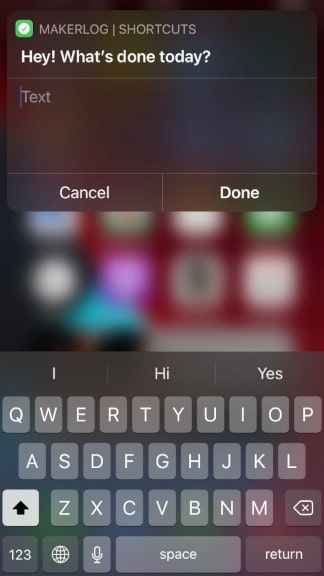 MAKERLOG | SHORTCUTS
Hey! What's done today?
Text
Cancel Done
I Hi Yes
Q W E R T Y U I O P
A S D F G H J K L
Z X C V B N M
123 space return